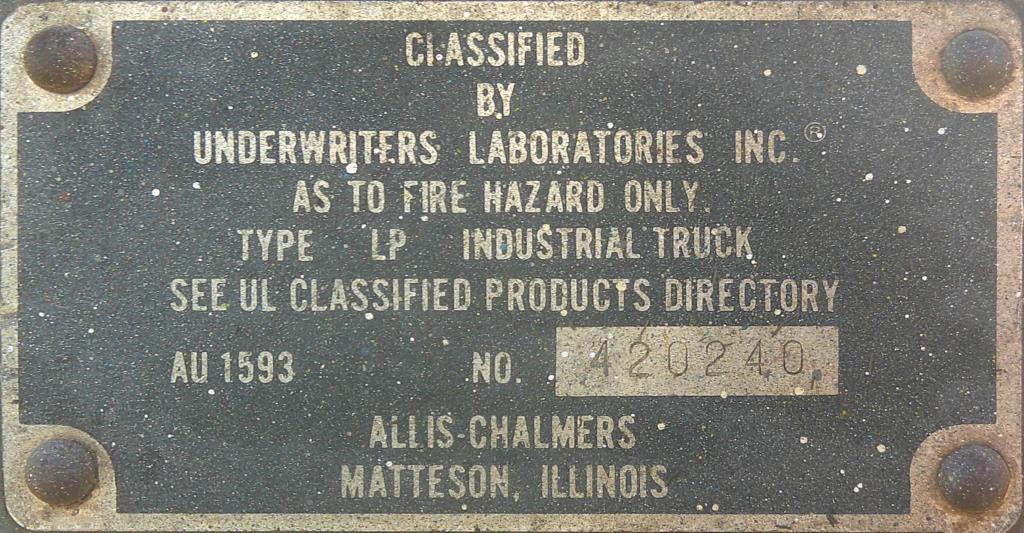 CLASSIFIED
BY
UNDERWRITERS LABORATORIES INC.®
AS TO FIRE HAZARD ONLY.
TYPE LP INDUSTRIAL TRUCK
SEE UL CLASSIFIED PRODUCTS DIRECTORY
AU 1593 NO. 420240
ALLIS-CHALMERS
MATTESON, ILLINOIS